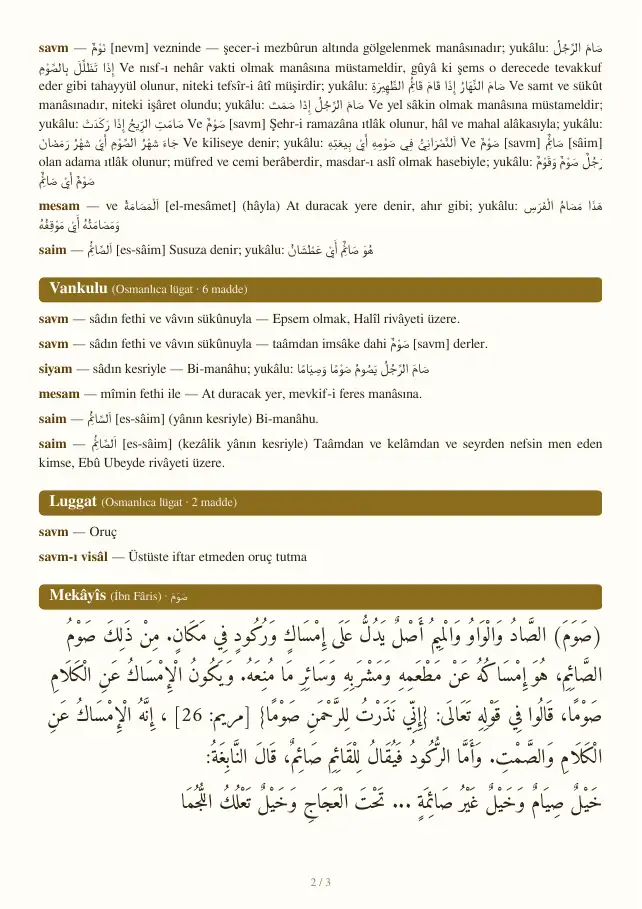 savm — نَوْمٌ [nevm] vezninde — şecer-i mezbûrun altında gölgelenmek manâsınadır; yukâlu: صَامَ الرَّجُلُ
إِذَا تَظَلَّلَ بِالصَّوْمِ Ve nısf-ı nehâr vakti olmak manâsına müstameldir, gûyâ ki şems o derecede tevakkuf
eder gibi tahayyül olunur, niteki tefsîr-i âtî müşirdir; yukâlu: صَامَ النَّهَارُ إِذَا قَامَ قَائِمُ الظَّهِيرَةِ Ve samt ve sükût
manâsınadır, niteki işâret olundu; yukâlu: صَامَ الرَّجُلُ إِذَا صَمَتَ Ve yel sâkin olmak manâsına müstameldir;
yukâlu: صَامَتِ الرِّيحُ إِذَا رَكَدَتْ Ve صَوْمٌ [savm] Şehr-i ramazâna ıtlâk olunur, hâl ve mahal alâkasıyla; yukâlu:
جَاءَ شَهْرُ الصَّوْمِ أَيْ شَهْرُ رَمَضَانَ Ve kiliseye denir; yukâlu: اَلنَّصْرَانِيُّ فِي صَوْمِهِ أَيْ بِيعَتِهِ Ve صَوْمٌ [savm] صَائِمٌ [sâim]
olan adama ıtlâk olunur; müfred ve cemi berâberdir, masdar-ı aslî olmak hasebiyle; yukâlu: رَجُلٌ صَوْمٌ وَقَوْمٌ
صَوْمٌ أَيْ صَائِمٌ
mesam — ve اَلْمَصَامَةُ [el-mesâmet] (hâyla) At duracak yere denir, ahır gibi; yukâlu: هَذَا مَصَامُ الْفَرَسِ
وَمَصَامَتُهُ أَيْ مَوْقِفُهُ
saim — اَلصَّائِمُ [es-sâim] Susuza denir; yukâlu: هُوَ صَائِمٌ أَيْ عَطْشَانُ
Vankulu (Osmanlıca lügat · 6 madde)
savm — sâdın fethi ve vâvın sükûnuyla — Epsem olmak, Halîl rivâyeti üzere.
savm — sâdın fethi ve vâvın sükûnuyla — taâmdan imsâke dahi صَوْمٌ [savm] derler.
siyam — sâdın kesriyle — Bi-manâhu; yukâlu: صَامَ الرَّجُلُ يَصُومُ صَوْمًا وَصِيَامًا
mesam — mîmin fethi ile — At duracak yer, mevkif-i feres manâsına.
saim — اَلصَّائِمُ [es-sâim] (yânın kesriyle) Bi-manâhu.
saim — اَلصَّائِمُ [es-sâim] (kezâlik yânın kesriyle) Taâmdan ve kelâmdan ve seyrden nefsin men eden
kimse, Ebû Ubeyde rivâyeti üzere.
Luggat (Osmanlıca lügat · 2 madde)
savm — Oruç
savm-ı visâl — Üstüste iftar etmeden oruç tutma
Mekâyîs (İbn Fâris) · صَوَمَ
(صَوَمَ) الصَّادُ وَالْوَاوُ وَالْمِيمُ أَصْلٌ يَدُلُّ عَلَى إِمْسَاكٍ وَرُكُودٍ فِي مَكَانٍ. مِنْ ذَلِكَ صَوْمُ
الصَّائِمِ، هُوَ إِمْسَاكُهُ عَنْ مَطْعَمِهِ وَمَشْرَبِهِ وَسَائِرِ مَا مُنِعَهُ. وَيَكُونُ الْإِمْسَاكُ عَنِ الْكَلَامِ
صَوْمًا، قَالُوا فِي قَوْلِهِ تَعَالَى: {إِنِّي نَذَرْتُ لِلرَّحْمَنِ صَوْمًا} [مريم: 26] ، إِنَّهُ الْإِمْسَاكُ عَنِ
الْكَلَامِ وَالصَّمْتِ. وَأَمَّا الرُّكُودُ فَيُقَالُ لِلْقَائِمِ صَائِمٌ، قَالَ النَّابِغَةُ:
خَيْلٌ صِيَامٌ وَخَيْلٌ غَيْرُ صَائِمَةٍ ... تَحْتَ الْعَجَاجِ وَخَيْلٌ تَعْلُكُ اللُّجُمَا
2 / 3